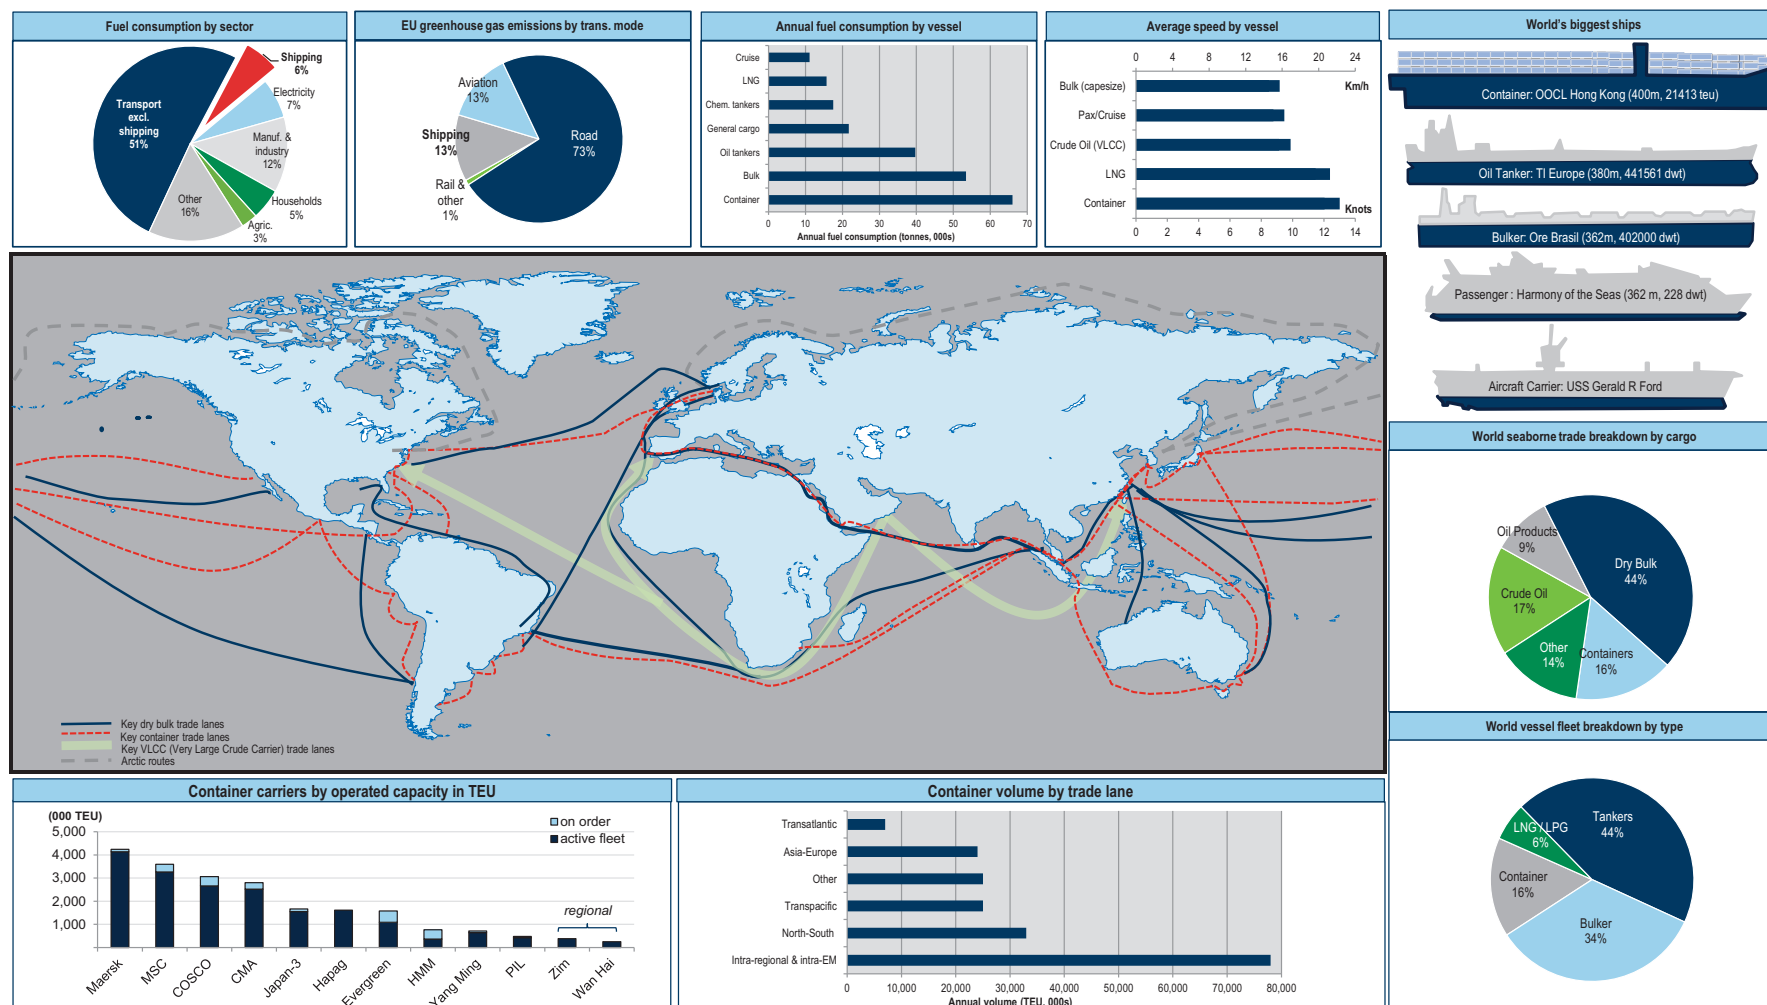 Fuel consumption by sector
Shipping
6%
Electricity
7%
Manuf. &
industry
12%
Households
5%
Agric.
3%
Other
16%
Transport
excl.
shipping
51%
EU greenhouse gas emissions by trans. mode
Aviation
13%
Shipping
13%
Rail &
other
1%
Road
73%
Annual fuel consumption by vessel
Cruise
LNG
Chem. tankers
General cargo
Oil tankers
Bulk
Container
0 10 20 30 40 50 60 70
Annual fuel consumption (tonnes, 000s)
Average speed by vessel
0 4 8 12 16 20 24
Km/h
Bulk (capesize)
Pax/Cruise
Crude Oil (VLCC)
LNG
Container
Knots
0 2 4 6 8 10 12 14
World's biggest ships
Container: OOCL Hong Kong (400m, 21413 teu)
Oil Tanker: TI Europe (380m, 441561 dwt)
Bulker: Ore Brasil (362m, 402000 dwt)
Passenger : Harmony of the Seas (362 m, 228 dwt)
Aircraft Carrier: USS Gerald R Ford
Key dry bulk trade lanes
Key container trade lanes
Key VLCC (Very Large Crude Carrier) trade lanes
Arctic routes
World seaborne trade breakdown by cargo
Oil Products
9%
Dry Bulk
44%
Crude Oil
17%
Other
14%
Containers
16%
World vessel fleet breakdown by type
Tankers
44%
LNG / LPG
6%
Container
16%
Bulker
34%
Container carriers by operated capacity in TEU
(000 TEU)
on order
active fleet
5,000
4,000
3,000
2,000
1,000
-
regional
Maersk
MSC
COSCO
CMA
Japan-3
Hapag
Evergreen
HMM
Yang Ming
PIL
Zim
Wan Hai
Container volume by trade lane
Transatlantic
Asia-Europe
Other
Transpacific
North-South
Intra-regional & intra-EM
0 10,000 20,000 30,000 40,000 50,000 60,000 70,000 80,000
Annual volume (TEU, 000s)